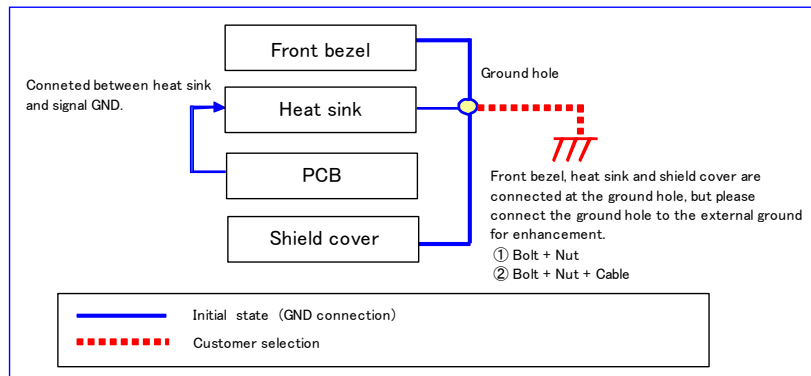 Front bezel
Ground hole
Conneted between heat sink
and signal GND.
Heat sink
PCB
Front bezel, heat sink and shield cover are
connected at the ground hole, but please
connect the ground hole to the external ground
for enhancement.
① Bolt + Nut
② Bolt + Nut + Cable
Shield cover
Initial state (GND connection)
Customer selection